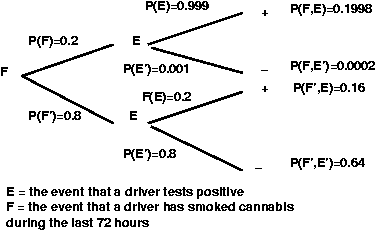 P(E)=0.999
+ P(F,E)=0.1998
P(F)=0.2 E
P(E')=0.001
− P(F,E')=0.0002
F
F(E)=0.2 + P(F',E)=0.16
P(F')=0.8 E
P(E')=0.8
− P(F',E')=0.64
E = the event that a driver tests positive
F = the event that a driver has smoked cannabis
during the last 72 hours